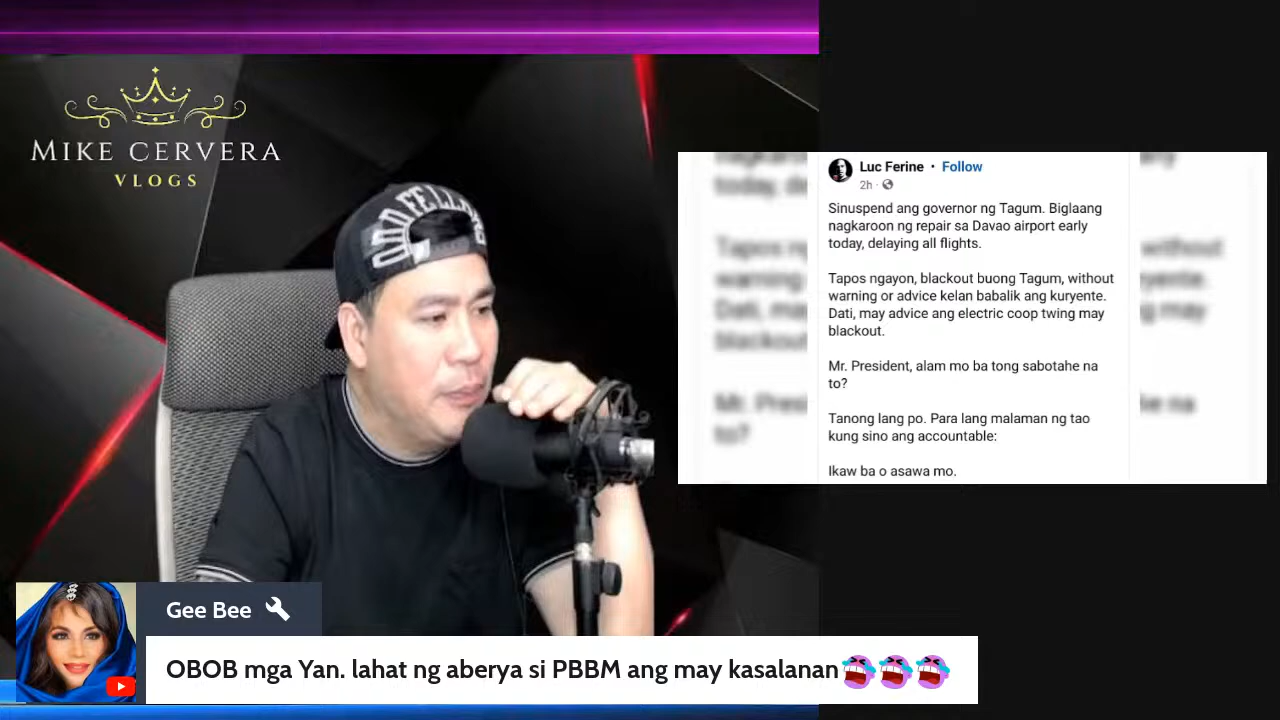 MIKE CERVERA
VLOGS
ODD FELLOWS
Luc Ferine • Follow
2h ·
Sinuspend ang governor ng Tagum. Biglaang
nagkaroon ng repair sa Davao airport early
today, delaying all flights.
Tapos ngayon, blackout buong Tagum, without
warning or advice kelan babalik ang kuryente.
Dati, may advice ang electric coop twing may
blackout.
Mr. President, alam mo ba tong sabotahe na
to?
Tanong lang po. Para lang malaman ng tao
kung sino ang accountable:
Ikaw ba o asawa mo.
Gee Bee
OBOB mga Yan. lahat ng aberya si PBBM ang may kasalanan